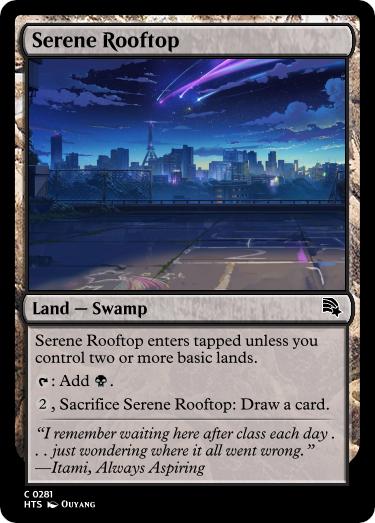 Serene Rooftop
Land — Swamp
Serene Rooftop enters tapped unless you
control two or more basic lands.
: Add .
2 , Sacrifice Serene Rooftop: Draw a card.
“I remember waiting here after class each day .
. . just wondering where it all went wrong.”
—Itami, Always Aspiring
C 0281
HTS Ouyang